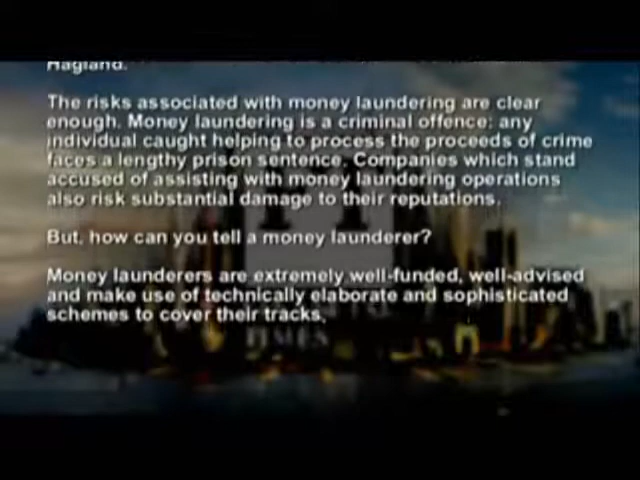 Hagland.
The risks associated with money laundering are clear
enough. Money laundering is a criminal offence: any
individual caught helping to process the proceeds of crime
faces a lengthy prison sentence. Companies which stand
accused of assisting with money laundering operations
also risk substantial damage to their reputations.
But, how can you tell a money launderer?
Money launderers are extremely well-funded, well-advised
and make use of technically elaborate and sophisticated
schemes to cover their tracks.
TIMES